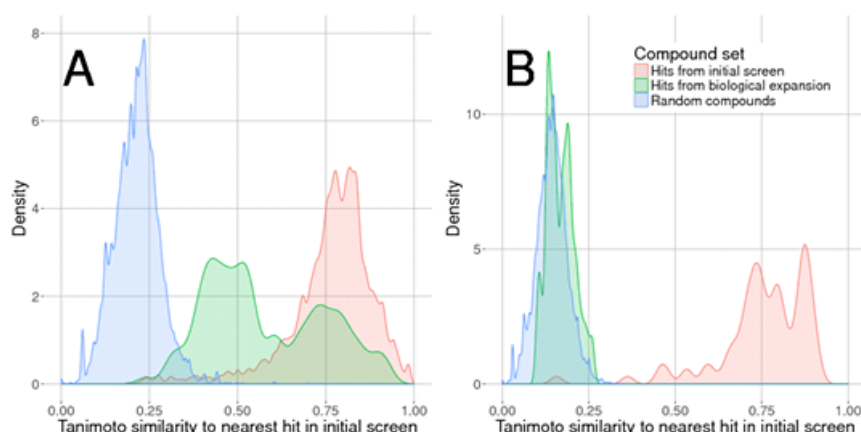 A
Density
8
6
4
2
0
0.00 0.25 0.50 0.75 1.00
Tanimoto similarity to nearest hit in initial screen
B
Density
10
5
0
0.00 0.25 0.50 0.75 1.00
Tanimoto similarity to nearest hit in initial screen
Compound set
Hits from initial screen
Hits from biological expansion
Random compounds